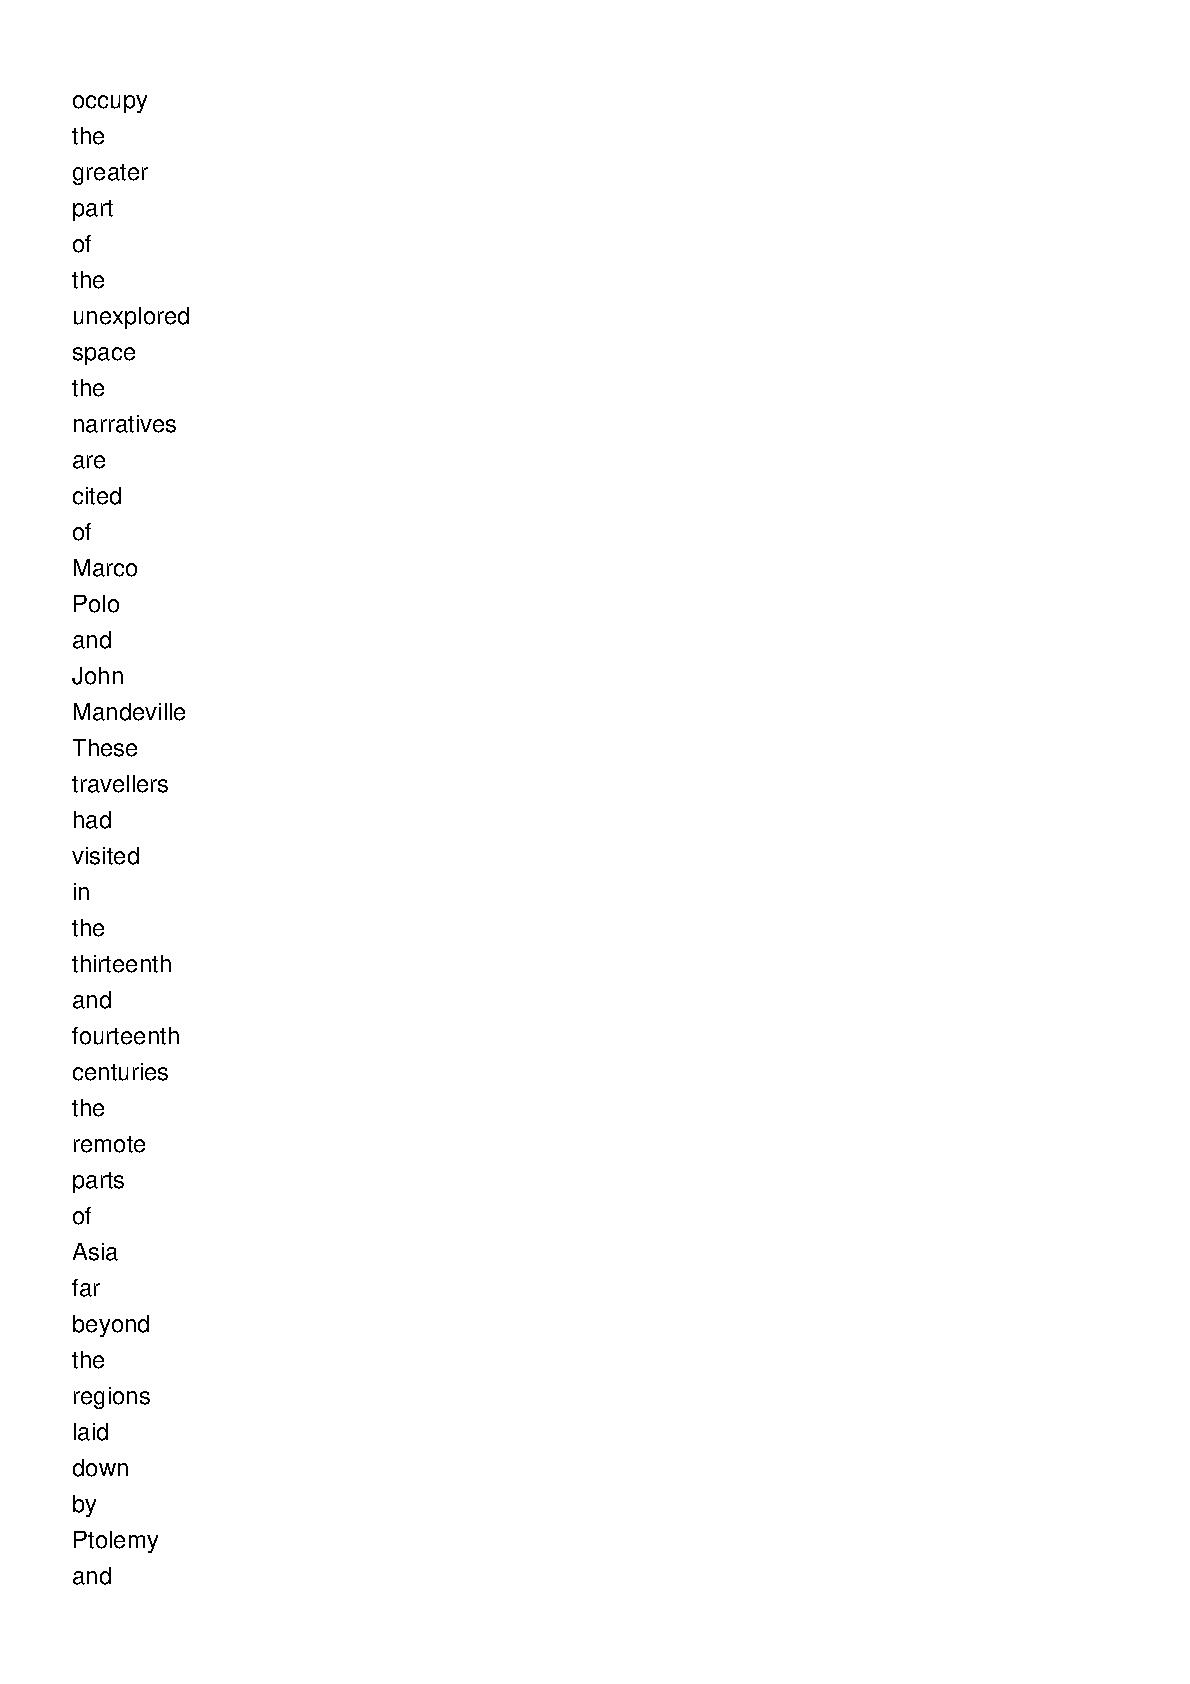 occupy
the
greater
part
of
the
unexplored
space
the
narratives
are
cited
of
Marco
Polo
and
John
Mandeville
These
travellers
had
visited
in
the
thirteenth
and
fourteenth
centuries
the
remote
parts
of
Asia
far
beyond
the
regions
laid
down
by
Ptolemy
and